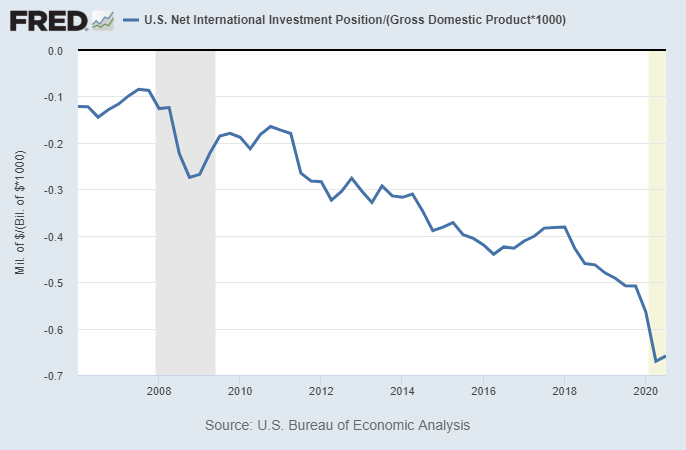 FRED
U.S. Net International Investment Position/(Gross Domestic Product*1000)
0.0
-0.1
-0.2
-0.3
-0.4
-0.5
-0.6
-0.7
Mil. of $/(Bil. of $*1000)
2008 2010 2012 2014 2016 2018 2020
Source: U.S. Bureau of Economic Analysis